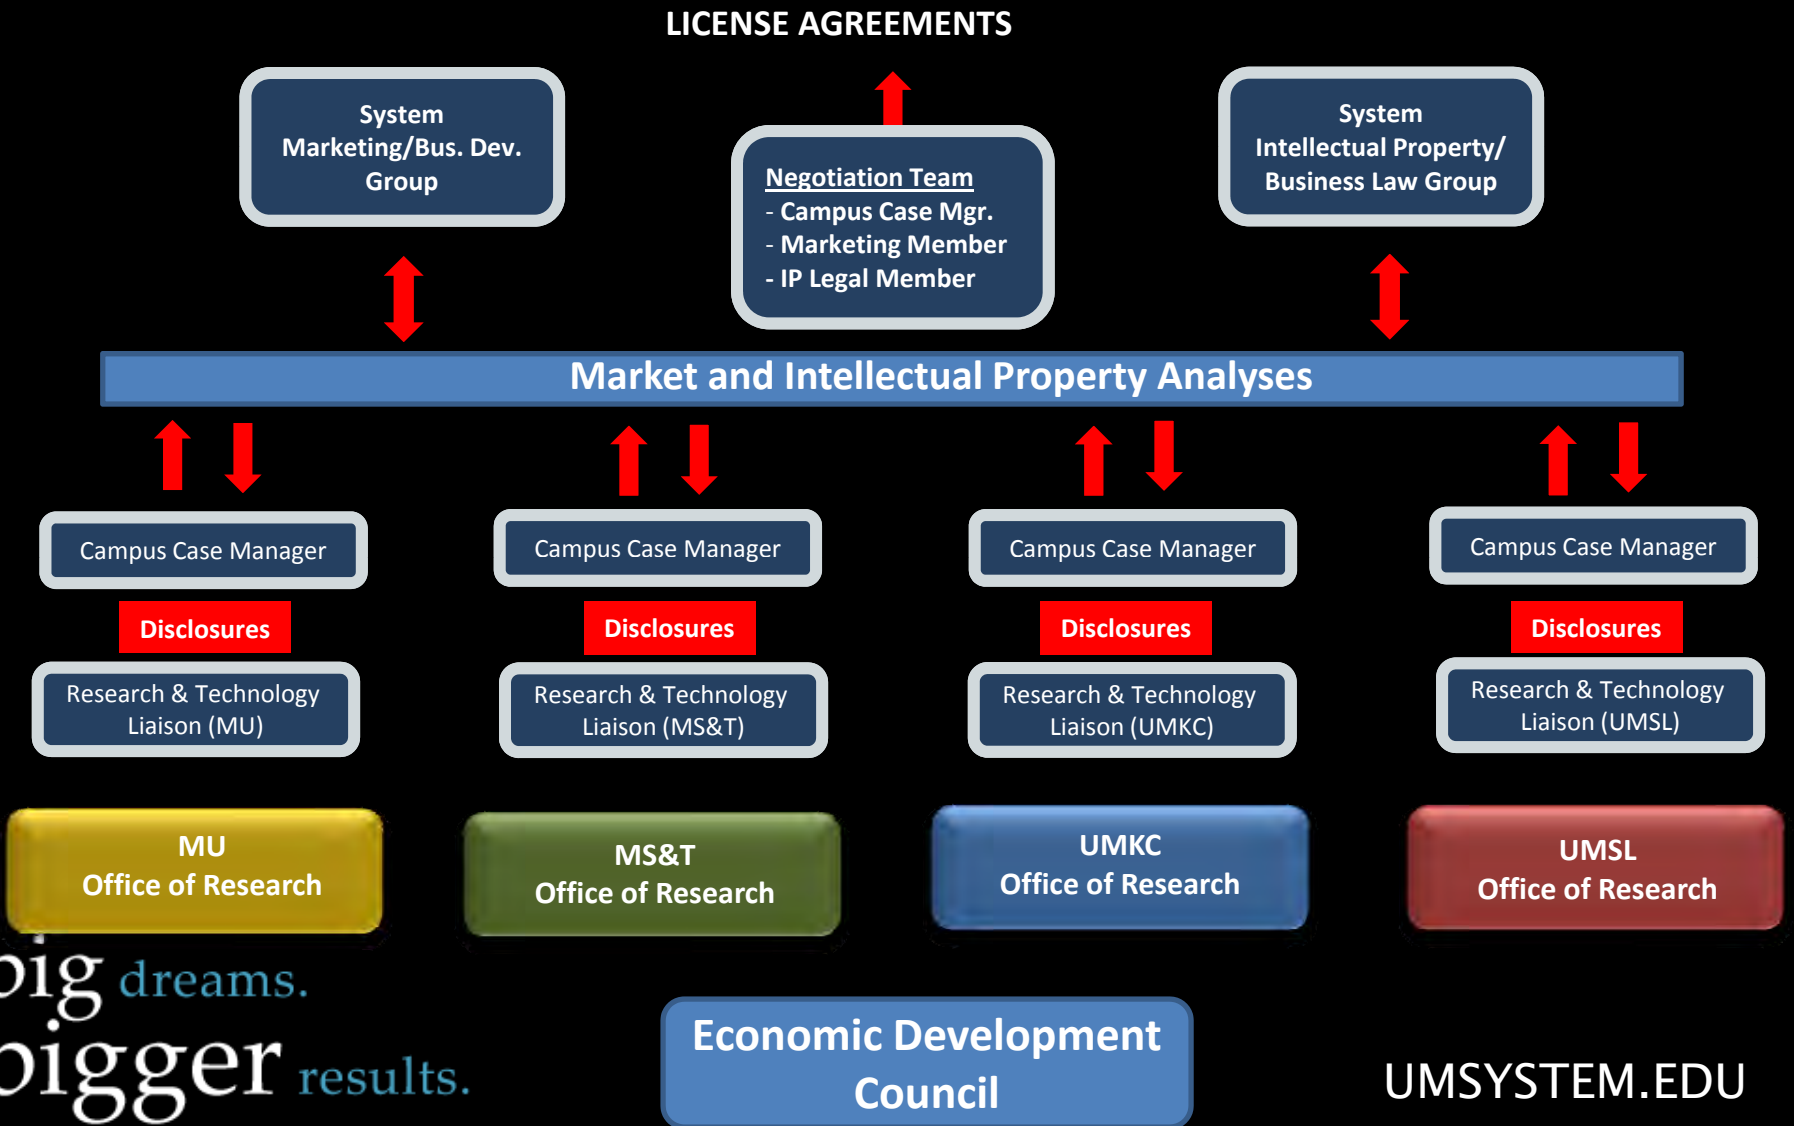 LICENSE AGREEMENTS
System
Marketing/Bus. Dev.
Group
Negotiation Team
- Campus Case Mgr.
- Marketing Member
- IP Legal Member
System
Intellectual Property/
Business Law Group
Market and Intellectual Property Analyses
Campus Case Manager
Campus Case Manager
Campus Case Manager
Campus Case Manager
Disclosures
Disclosures
Disclosures
Disclosures
Research & Technology
Liaison (MU)
Research & Technology
Liaison (MS&T)
Research & Technology
Liaison (UMKC)
Research & Technology
Liaison (UMSL)
MU
Office of Research
MS&T
Office of Research
UMKC
Office of Research
UMSL
Office of Research
big dreams.
bigger results.
Economic Development
Council
UMSYSTEM.EDU